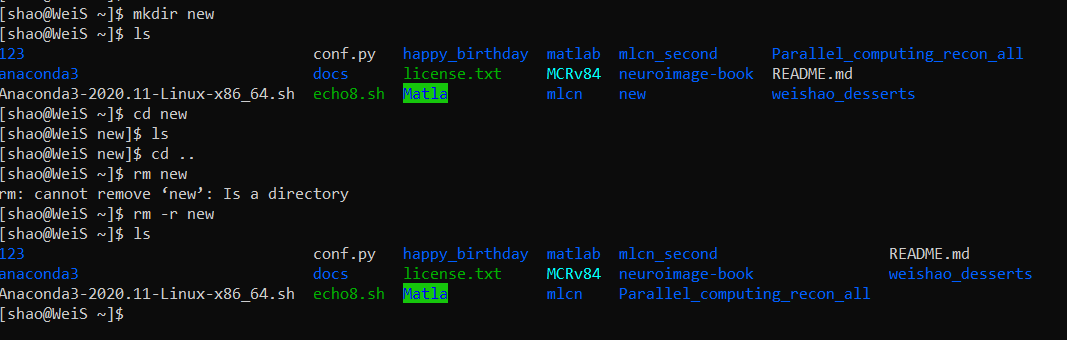 [shao@WeiS ~]$ mkdir new
[shao@WeiS ~]$ ls
123 conf.py happy_birthday matlab mlcn_second Parallel_computing_recon_all
anaconda3 docs license.txt MCRv84 neuroimage-book README.md
Anaconda3-2020.11-Linux-x86_64.sh echo8.sh Matla mlcn new weishao_desserts
[shao@WeiS ~]$ cd new
[shao@WeiS new]$ ls
[shao@WeiS new]$ cd ..
[shao@WeiS ~]$ rm new
rm: cannot remove ‘new’: Is a directory
[shao@WeiS ~]$ rm -r new
[shao@WeiS ~]$ ls
123 conf.py happy_birthday matlab mlcn_second README.md
anaconda3 docs license.txt MCRv84 neuroimage-book weishao_desserts
Anaconda3-2020.11-Linux-x86_64.sh echo8.sh Matla mlcn Parallel_computing_recon_all
[shao@WeiS ~]$